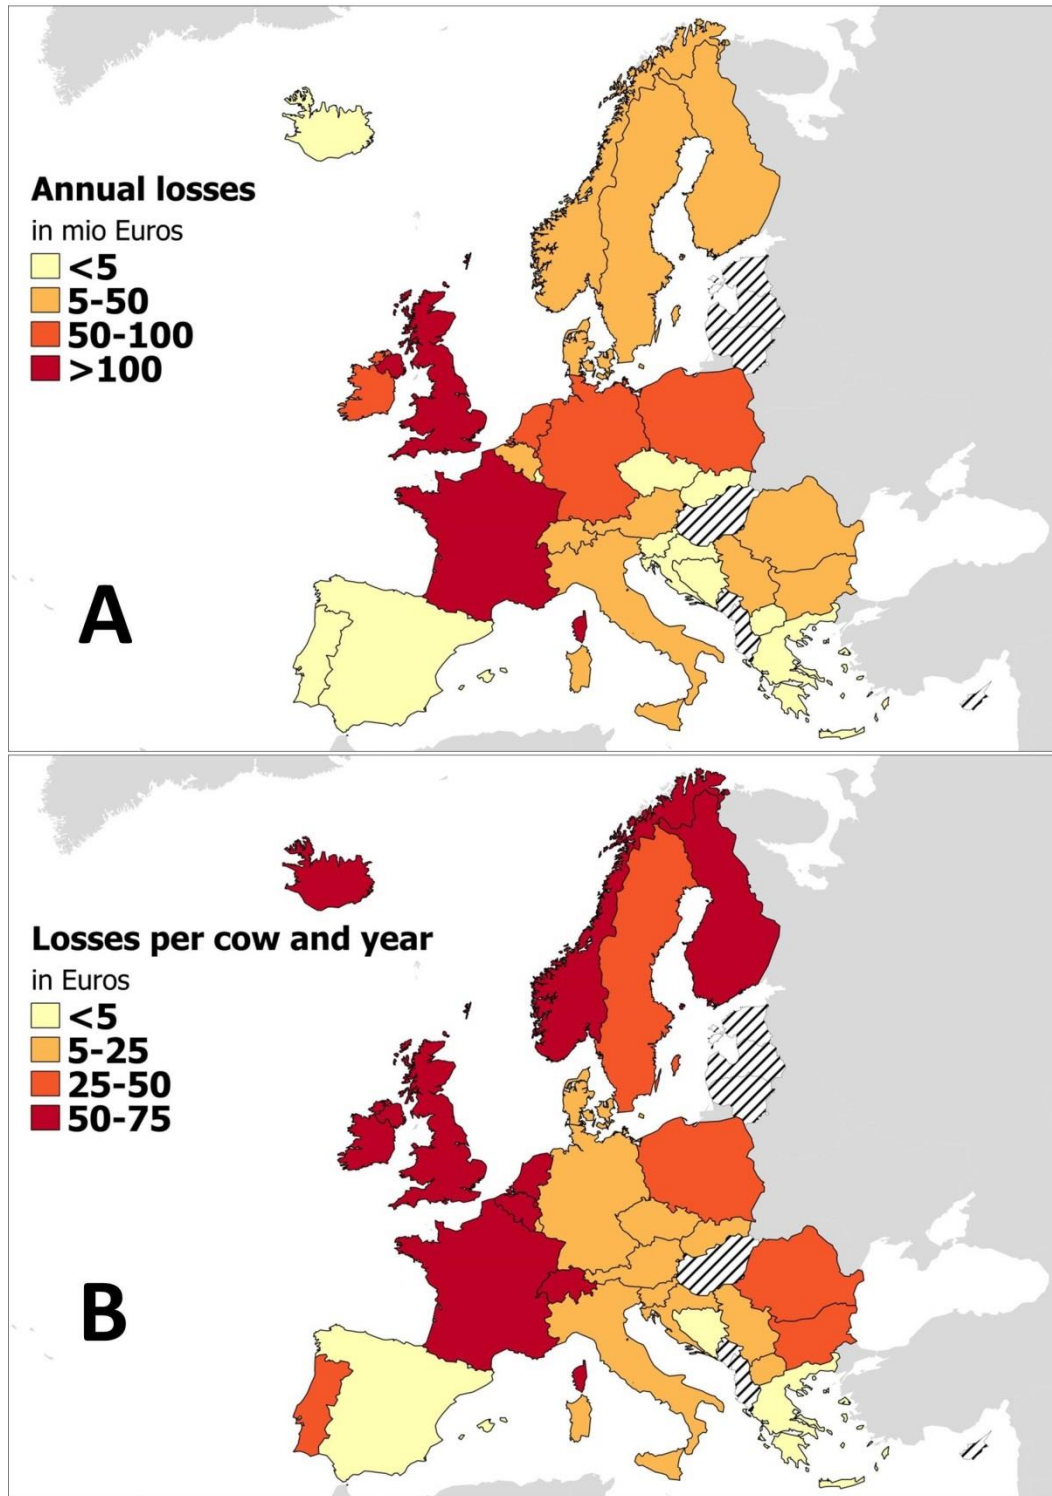 Annual losses
in mio Euros
<5
5-50
50-100
>100
A
Losses per cow and year
in Euros
<5
5-25
25-50
50-75
B